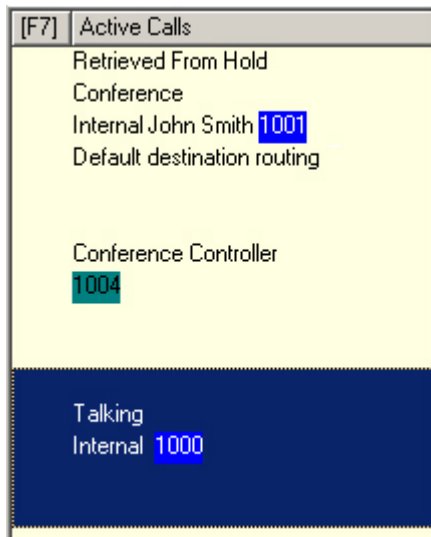 [F7] Active Calls
Retrieved From Hold
Conference
Internal John Smith 1001
Default destination routing
Conference Controller
1004
Talking
Internal 1000